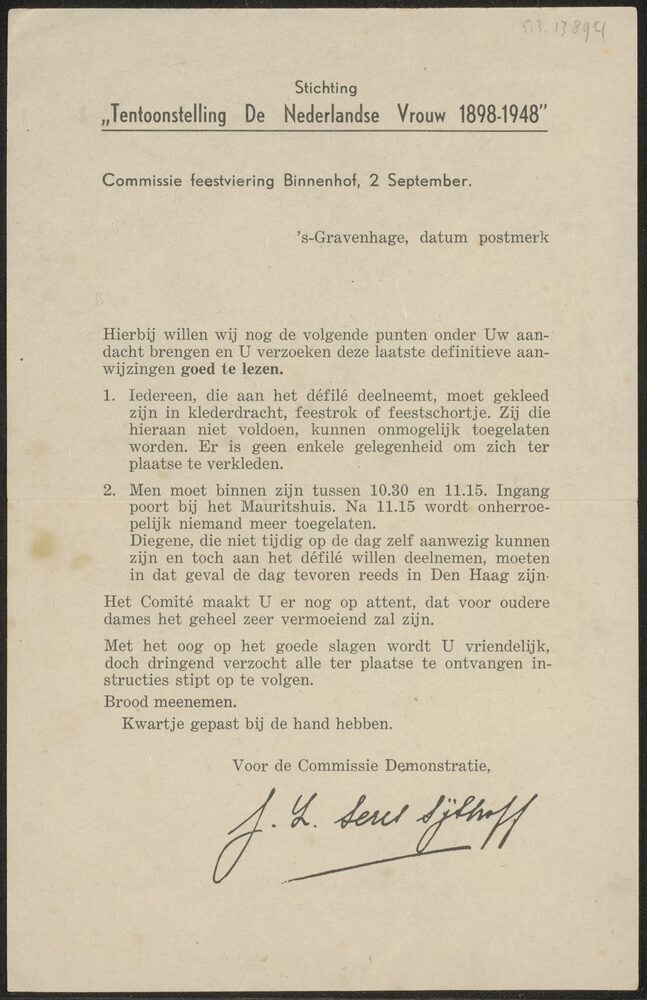 Stichting
„Tentoonstelling De Nederlandse Vrouw 1898-1948”
Commissie feestviering Binnenhof, 2 September.
's-Gravenhage, datum postmerk
Hierbij willen wij nog de volgende punten onder Uw aan-
dacht brengen en U verzoeken deze laatste definitieve aan-
wijzingen goed te lezen.
1. Iedereen, die aan het défilé deelneemt, moet gekleed
zijn in klederdracht, feestrok of feestschortje. Zij die
hieraan niet voldoen, kunnen onmogelijk toegelaten
worden. Er is geen enkele gelegenheid om zich ter
plaatse te verkleden.
2. Men moet binnen zijn tussen 10.30 en 11.15. Ingang
poort bij het Mauritshuis. Na 11.15 wordt onherroe-
pelijk niemand meer toegelaten.
Diegene, die niet tijdig op de dag zelf aanwezig kunnen
zijn en toch aan het défilé willen deelnemen, moeten
in dat geval de dag tevoren reeds in Den Haag zijn.
Het Comité maakt U er nog op attent, dat voor oudere
dames het geheel zeer vermoeiend zal zijn.
Met het oog op het goede slagen wordt U vriendelijk,
doch dringend verzocht alle ter plaatse te ontvangen in-
structies stipt op te volgen.
Brood meenemen.
Kwartje gepast bij de hand hebben.
Voor de Commissie Demonstratie,
J. L. Sythoff